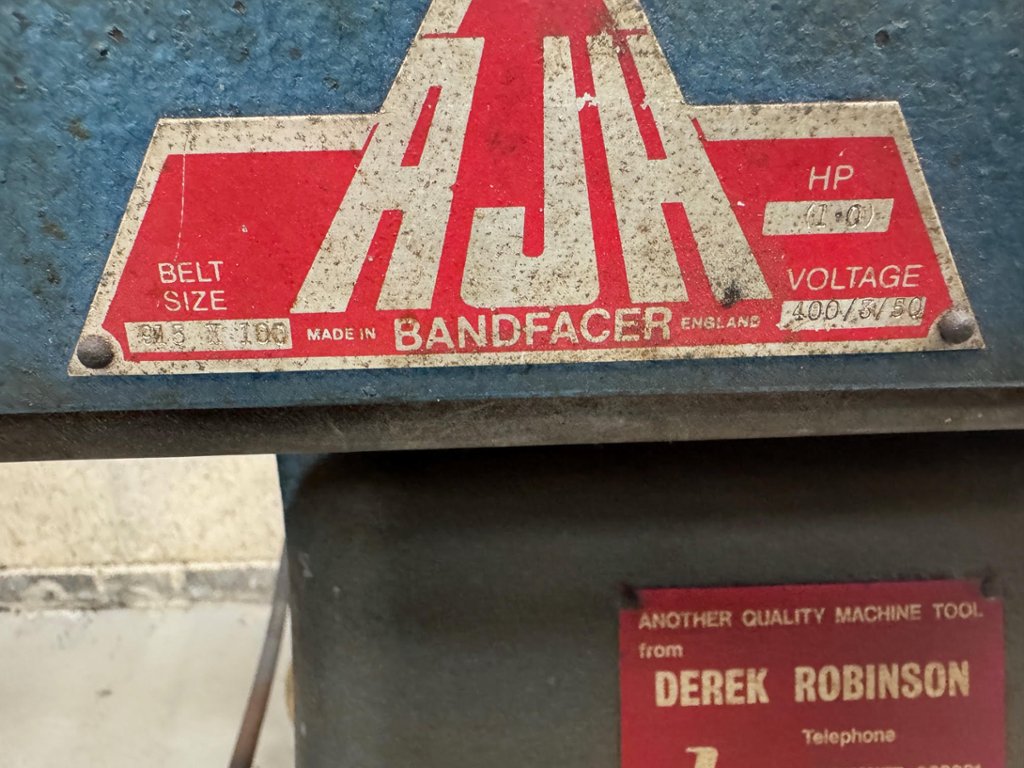 AJH
HP
(1.0)
VOLTAGE
400/3/50
BELT
SIZE
915 X 100
MADE IN BANDFACER ENGLAND
ANOTHER QUALITY MACHINE TOOL
from
DEREK ROBINSON
Telephone